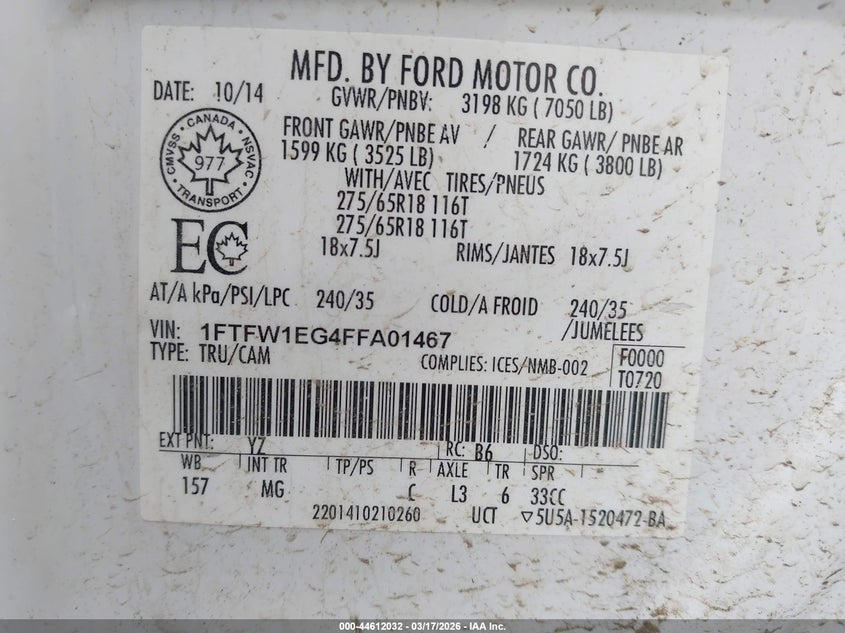 MFD. BY FORD MOTOR CO.
DATE: 10/14
GVWR/PNBV: 3198 KG ( 7050 LB)
FRONT GAWR/PNBE AV / REAR GAWR/ PNBE AR
1599 KG ( 3525 LB) 1724 KG ( 3800 LB)
WITH/AVEC TIRES/PNEUS
275/65R18 116T
275/65R18 116T
18x7.5J RIMS/JANTES 18x7.5J
CANADA
CMVSS NSVAC
977
TRANSPORT
EC
AT/A kPa/PSI/LPC 240/35 COLD/A FROID 240/35
VIN: 1FTFW1EG4FFA01467 /JUMELEES
TYPE: TRU/CAM COMPLIES: ICES/NMB-002 F0000
T0720
EXT PNT: YZ RC: B6 DSO:
WB INT TR TP/PS R AXLE TR SPR
157 MG C L3 6 33CC
2201410210260 UCT ▽5U5A-1520472-BA
000-44612032 — 03/17/2026 — IAA Inc.